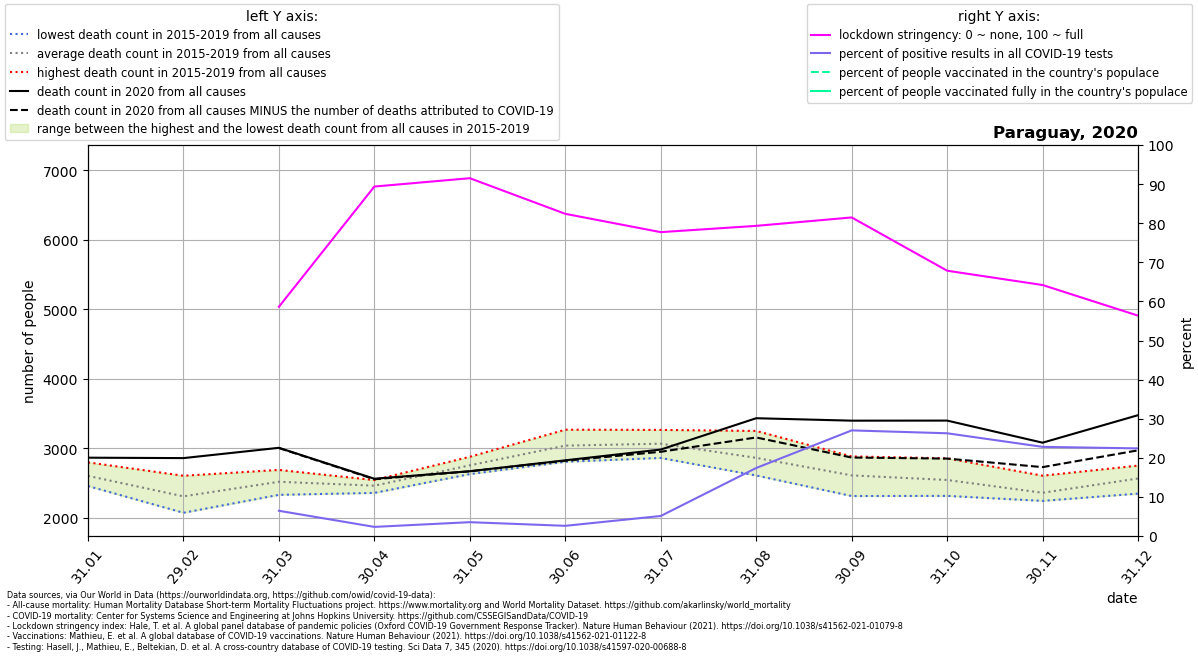 left Y axis:
lowest death count in 2015-2019 from all causes
average death count in 2015-2019 from all causes
highest death count in 2015-2019 from all causes
death count in 2020 from all causes
death count in 2020 from all causes MINUS the number of deaths attributed to COVID-19
range between the highest and the lowest death count from all causes in 2015-2019
right Y axis:
lockdown stringency: 0 ~ none, 100 ~ full
percent of positive results in all COVID-19 tests
percent of people vaccinated in the country's populace
percent of people vaccinated fully in the country's populace
Paraguay, 2020
number of people
7000
6000
5000
4000
3000
2000
100
90
80
70
60
50
40
30
20
10
0
percent
31.01
29.02
31.03
30.04
31.05
30.06
31.07
31.08
30.09
31.10
30.11
31.12
date
Data sources, via Our World in Data (https://ourworldindata.org, https://github.com/owid/covid-19-data):
- All-cause mortality: Human Mortality Database Short-term Mortality Fluctuations project. https://www.mortality.org and World Mortality Dataset. https://github.com/akarlinsky/world_mortality
- COVID-19 mortality: Center for Systems Science and Engineering at Johns Hopkins University. https://github.com/CSSEGISandData/COVID-19
- Lockdown stringency index: Hale, T. et al. A global panel database of pandemic policies (Oxford COVID-19 Government Response Tracker). Nature Human Behaviour (2021). https://doi.org/10.1038/s41562-021-01079-8
- Vaccinations: Mathieu, E. et al. A global database of COVID-19 vaccinations. Nature Human Behaviour (2021). https://doi.org/10.1038/s41562-021-01122-8
- Testing: Hasell, J., Mathieu, E., Beltekian, D. et al. A cross-country database of COVID-19 testing. Sci Data 7, 345 (2020). https://doi.org/10.1038/s41597-020-00688-8